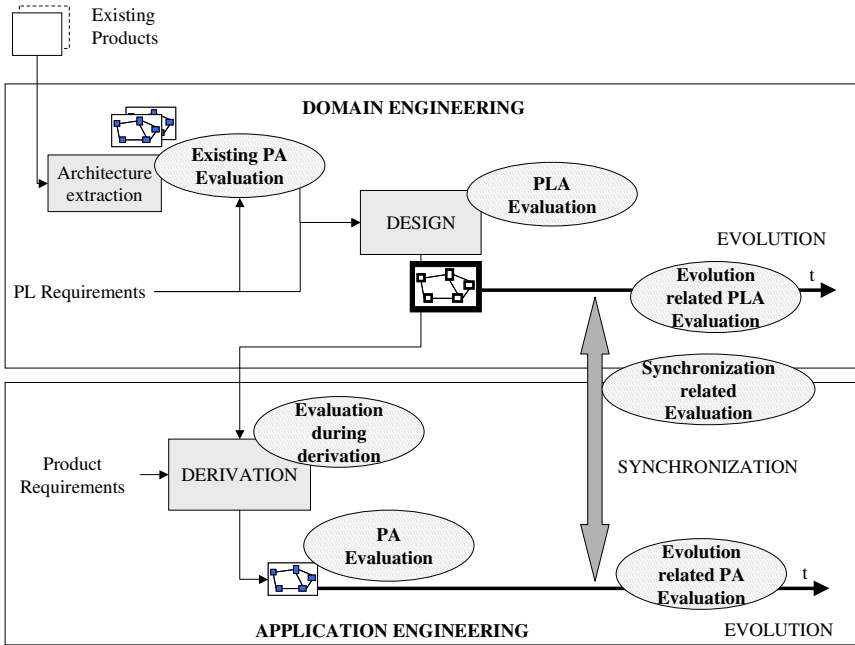 Existing
Products
DOMAIN ENGINEERING
Existing PA
Evaluation
Architecture
extraction
PLA
Evaluation
DESIGN
EVOLUTION
PL Requirements
Evolution
related PLA
Evaluation
t
Synchronization
related
Evaluation
Evaluation
during
derivation
Product
Requirements
DERIVATION
SYNCHRONIZATION
PA
Evaluation
Evolution
related PA
Evaluation
t
APPLICATION ENGINEERING
EVOLUTION